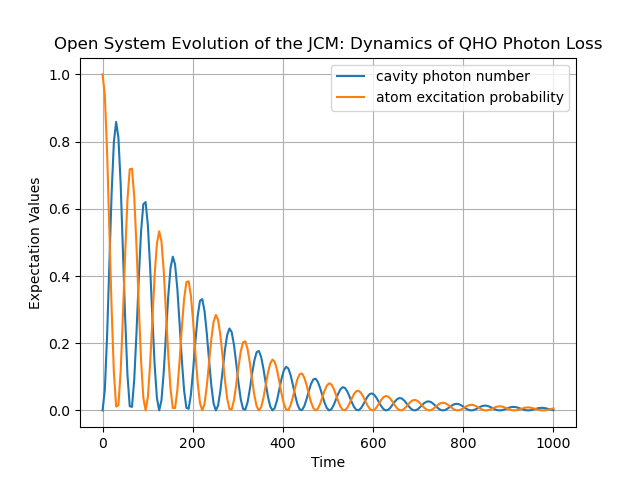 Open System Evolution of the JCM: Dynamics of QHO Photon Loss
cavity photon number
atom excitation probability
Expectation Values
1.0
0.8
0.6
0.4
0.2
0.0
0 200 400 600 800 1000
Time